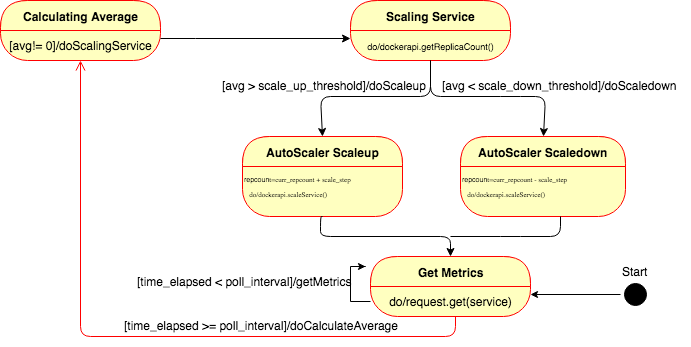 Calculating Average
[avg!= 0]/doScalingService
Scaling Service
do/dockerapi.getReplicaCount()
[avg > scale_up_threshold]/doScaleup
[avg < scale_down_threshold]/doScaledown
AutoScaler Scaleup
repcount=curr_repcount + scale_step
do/dockerapi.scaleService()
AutoScaler Scaledown
repcount=curr_repcount - scale_step
do/dockerapi.scaleService()
Get Metrics
do/request.get(service)
[time_elapsed < poll_interval]/getMetrics
Start
[time_elapsed >= poll_interval]/doCalculateAverage